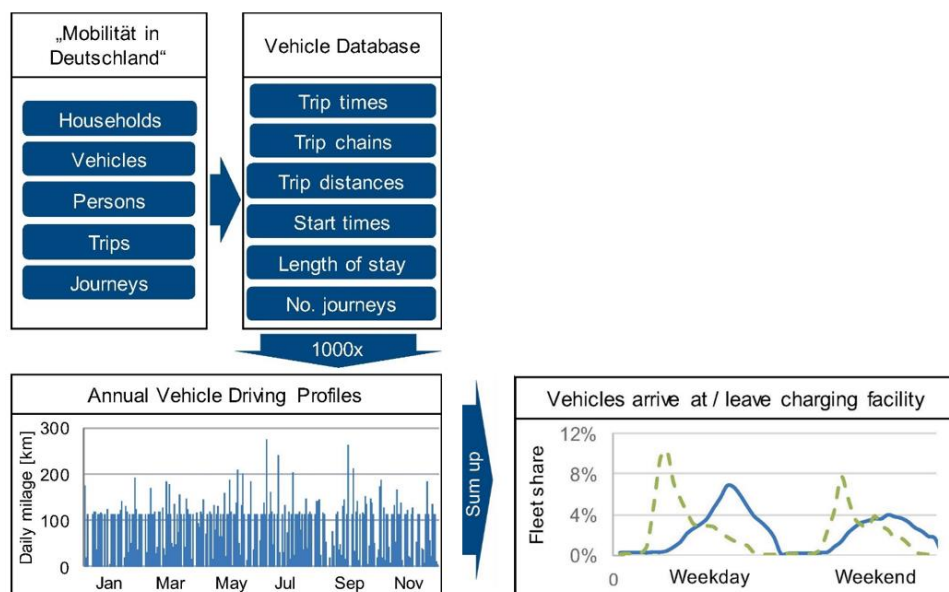 „Mobilität in
Deutschland“
Households
Vehicles
Persons
Trips
Journeys
Vehicle Database
Trip times
Trip chains
Trip distances
Start times
Length of stay
No. journeys
1000x
Annual Vehicle Driving Profiles
Daily milage [km]
300
200
100
0
Jan Mar May Jul Sep Nov
Sum up
Vehicles arrive at / leave charging facility
Fleet share
12%
8%
4%
0%
0 Weekday Weekend